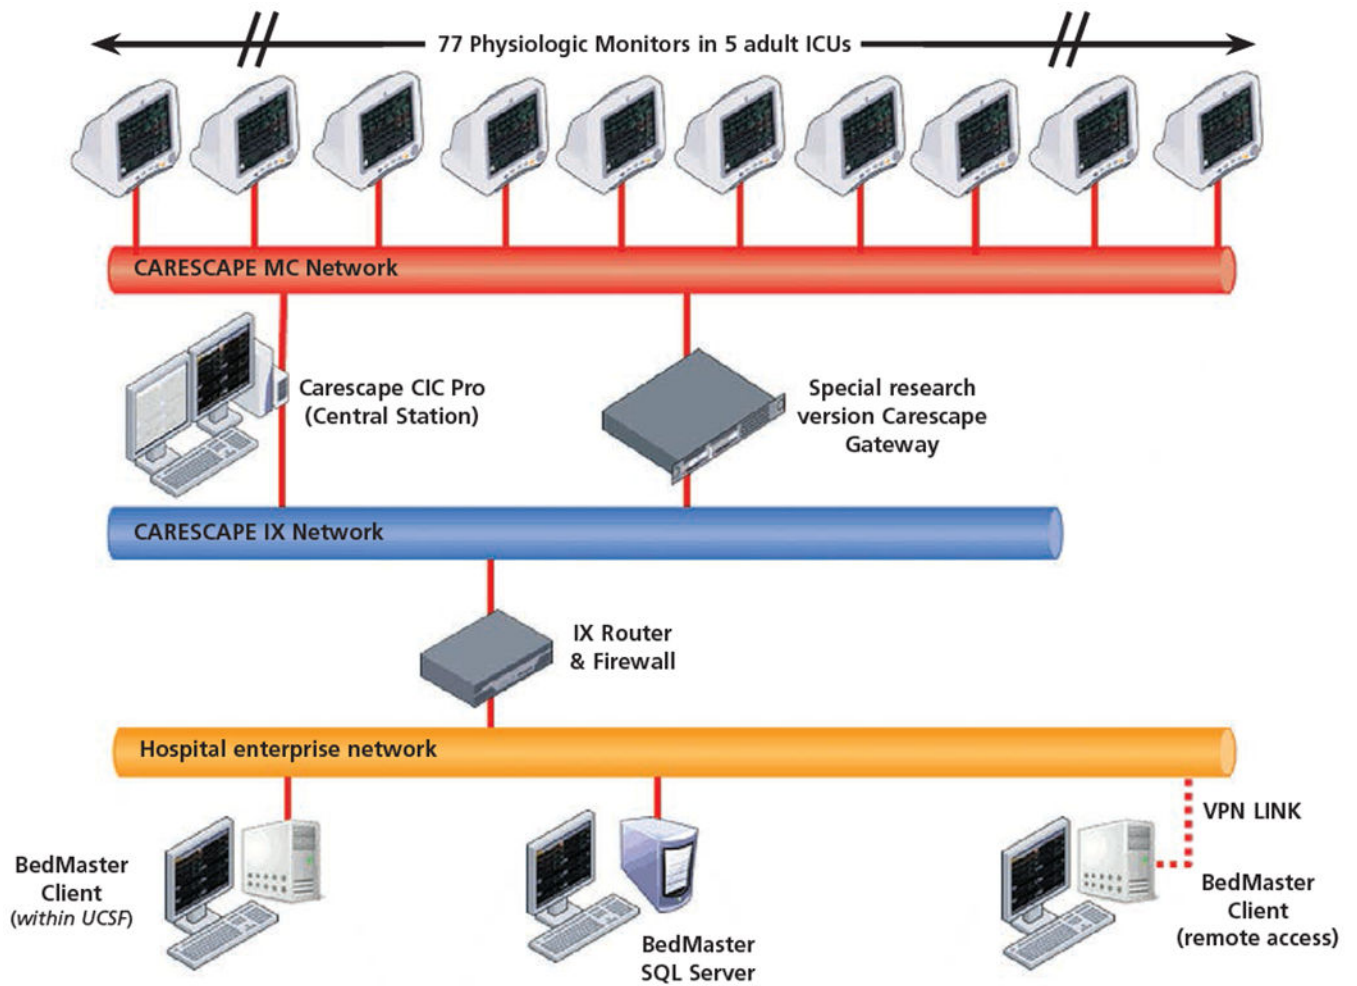 77 Physiologic Monitors in 5 adult ICUs
CARESCAPE MC Network
Carescape CIC Pro
(Central Station)
Special research
version Carescape
Gateway
CARESCAPE IX Network
IX Router
& Firewall
Hospital enterprise network
VPN LINK
BedMaster
Client
(within UCSF)
BedMaster
SQL Server
BedMaster
Client
(remote access)